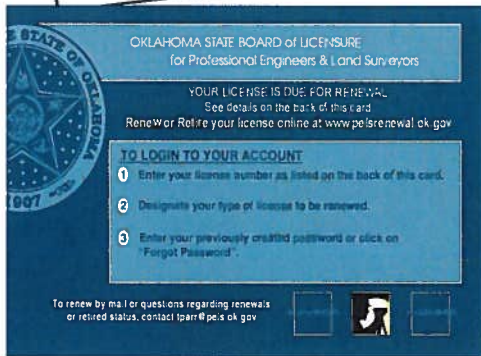 STATE OF OKLAHOMA
1907
OKLAHOMA STATE BOARD of LICENSURE
for Professional Engineers & Land Surveyors
YOUR LICENSE IS DUE FOR RENEWAL
See details on the back of this card
Renew or Retire your license online at www.pelsrenewal.ok.gov
TO LOGIN TO YOUR ACCOUNT
1 Enter your license number as listed on the back of this card.
2 Designate your type of license to be renewed.
3 Enter your previously created password or click on
"Forgot Password".
To renew by mail or questions regarding renewals
or retired status, contact tparr@pels.ok.gov